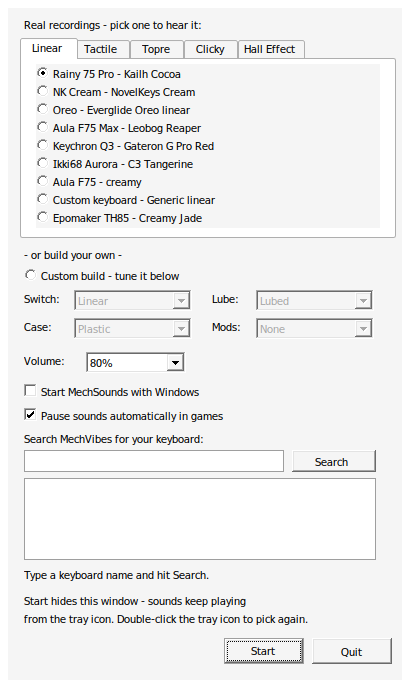 Real recordings - pick one to hear it:
Linear Tactile Topre Clicky Hall Effect
Rainy 75 Pro - Kailh Cocoa
NK Cream - NovelKeys Cream
Oreo - Everglide Oreo linear
Aula F75 Max - Leobog Reaper
Keychron Q3 - Gateron G Pro Red
Ikki68 Aurora - C3 Tangerine
Aula F75 - creamy
Custom keyboard - Generic linear
Epomaker TH85 - Creamy Jade
- or build your own -
Custom build - tune it below
Switch: Linear Lube: Lubed
Case: Plastic Mods: None
Volume: 80%
Start MechSounds with Windows
Pause sounds automatically in games
Search MechVibes for your keyboard:
Search
Type a keyboard name and hit Search.
Start hides this window - sounds keep playing
from the tray icon. Double-click the tray icon to pick again.
Start Quit